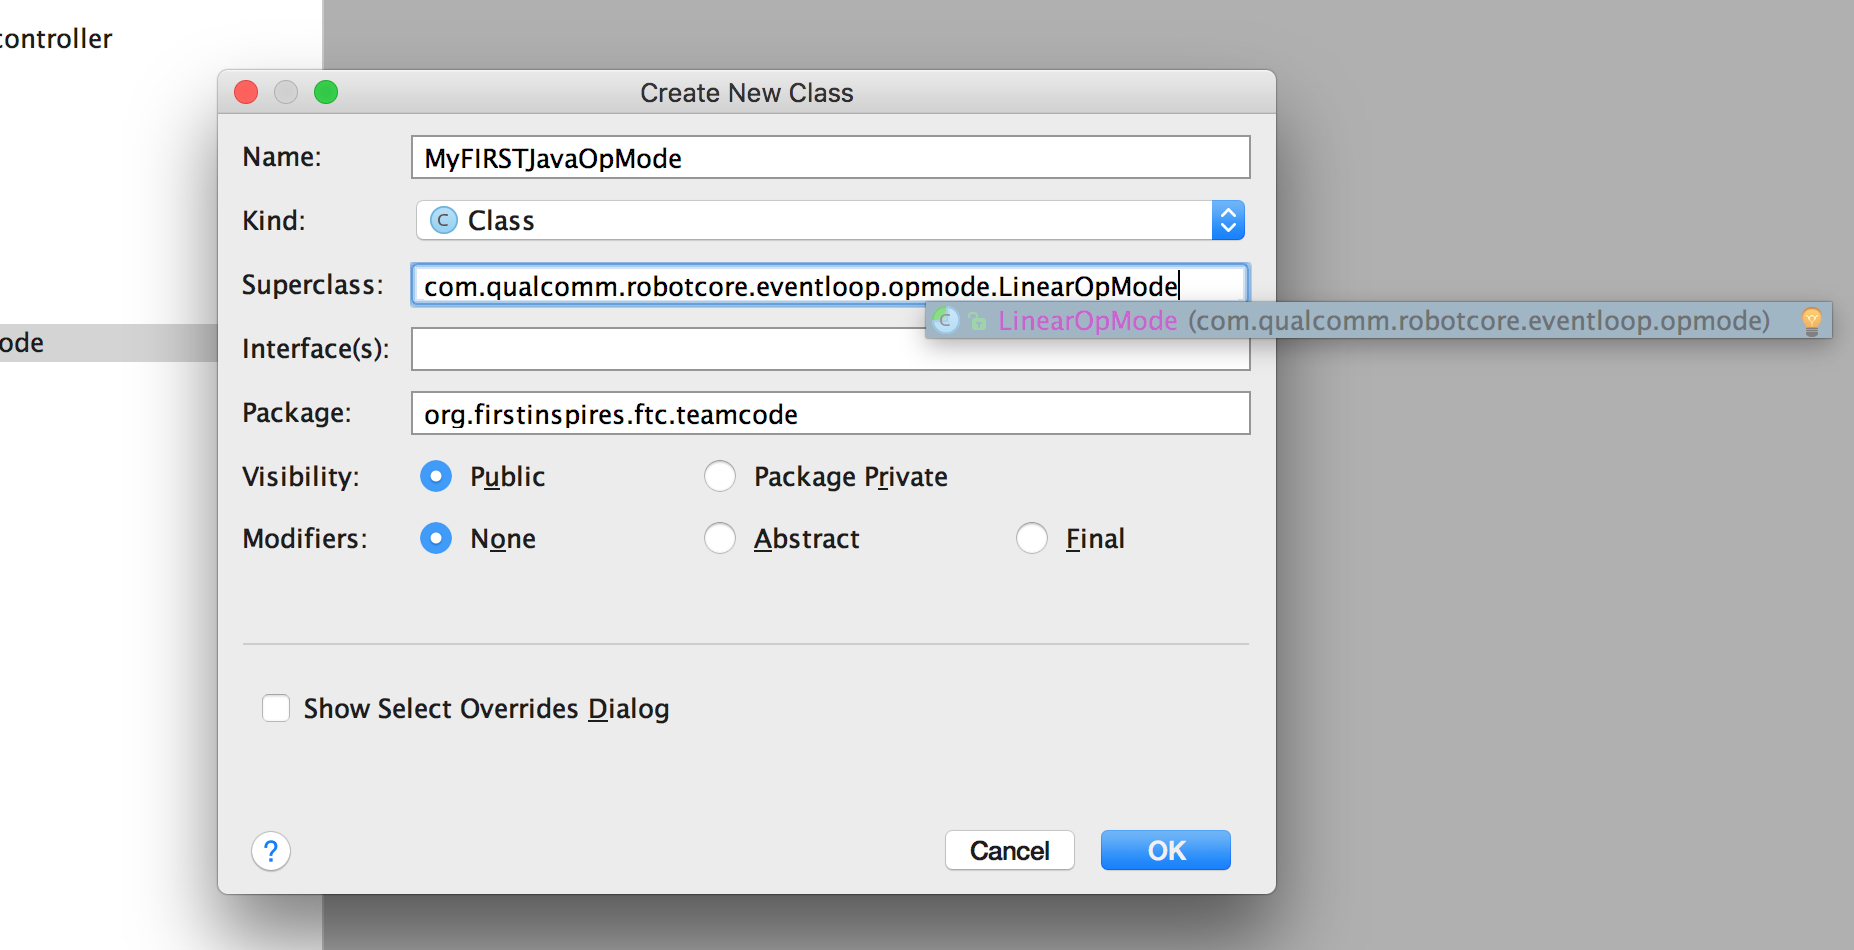 controller
Create New Class
Name: MyFIRSTJavaOpMode
Kind: C Class
Superclass: com.qualcomm.robotcore.eventloop.opmode.LinearOpMode
C LinearOpMode (com.qualcomm.robotcore.eventloop.opmode)
ode
Interface(s):
Package: org.firstinspires.ftc.teamcode
Visibility: Public Package Private
Modifiers: None Abstract Final
Show Select Overrides Dialog
? Cancel OK